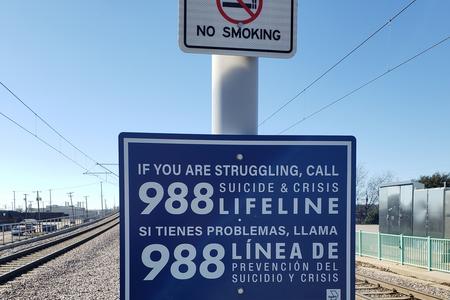 NO SMOKING
IF YOU ARE STRUGGLING, CALL
988 SUICIDE & CRISIS
LIFELINE
SI TIENES PROBLEMAS, LLAMA
988 LÍNEA DE
PREVENCIÓN DEL
SUICIDIO Y CRISIS